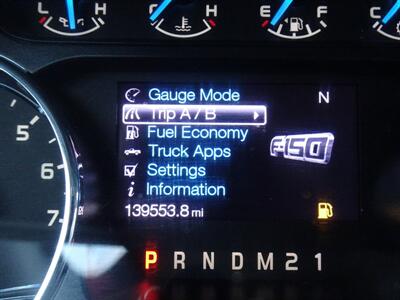 L H
C H
E F
C
Gauge Mode
N
Trip A / B
Fuel Economy
F-150
Truck Apps
Settings
Information
139553.8 mi
5
6
7
P R N D M 2 1